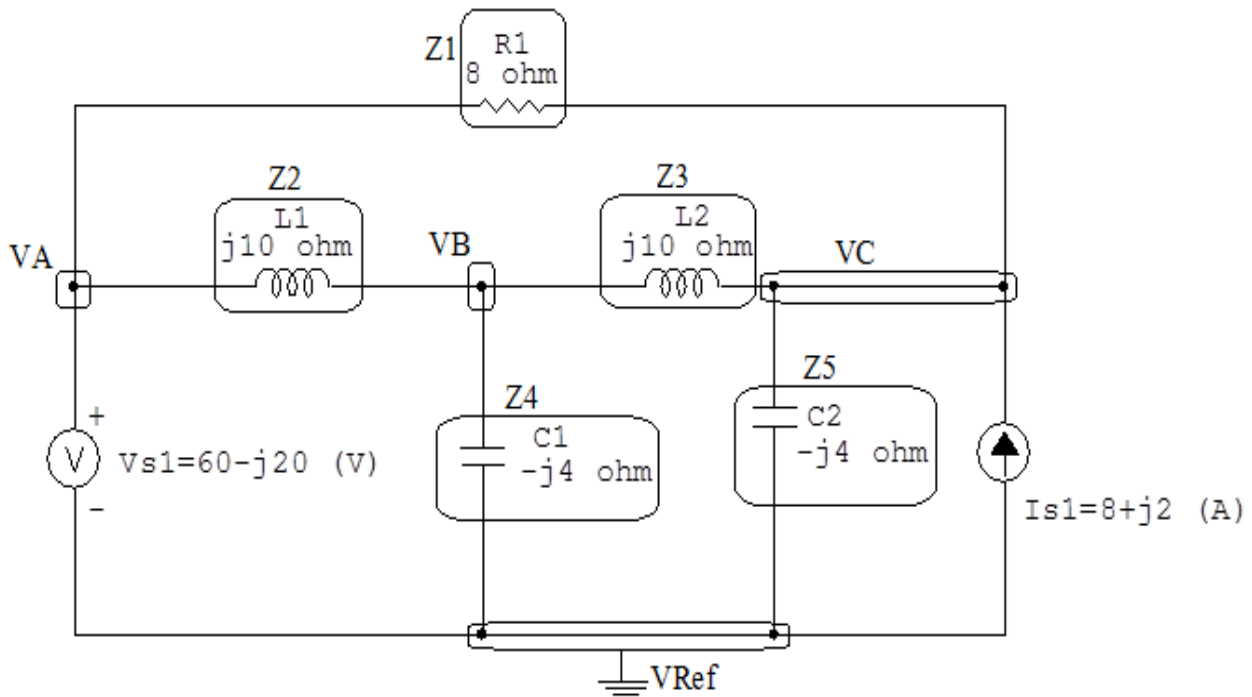 Z1
R1
8 ohm
Z2
L1
j10 ohm
Z3
L2
j10 ohm
VA
VB
VC
+
V
-
Vs1=60-j20 (V)
Z4
C1
-j4 ohm
Z5
C2
-j4 ohm
Is1=8+j2 (A)
VRef